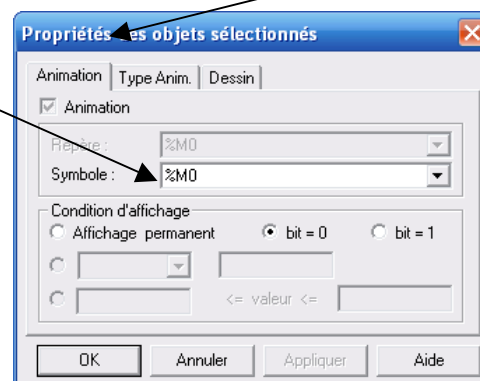 Propriétés des objets sélectionnés
Animation Type Anim. Dessin
Animation
Repère : %M0
Symbole : %M0
Condition d'affichage
Affichage permanent bit = 0 bit = 1
<= valeur <=
OK Annuler Appliquer Aide